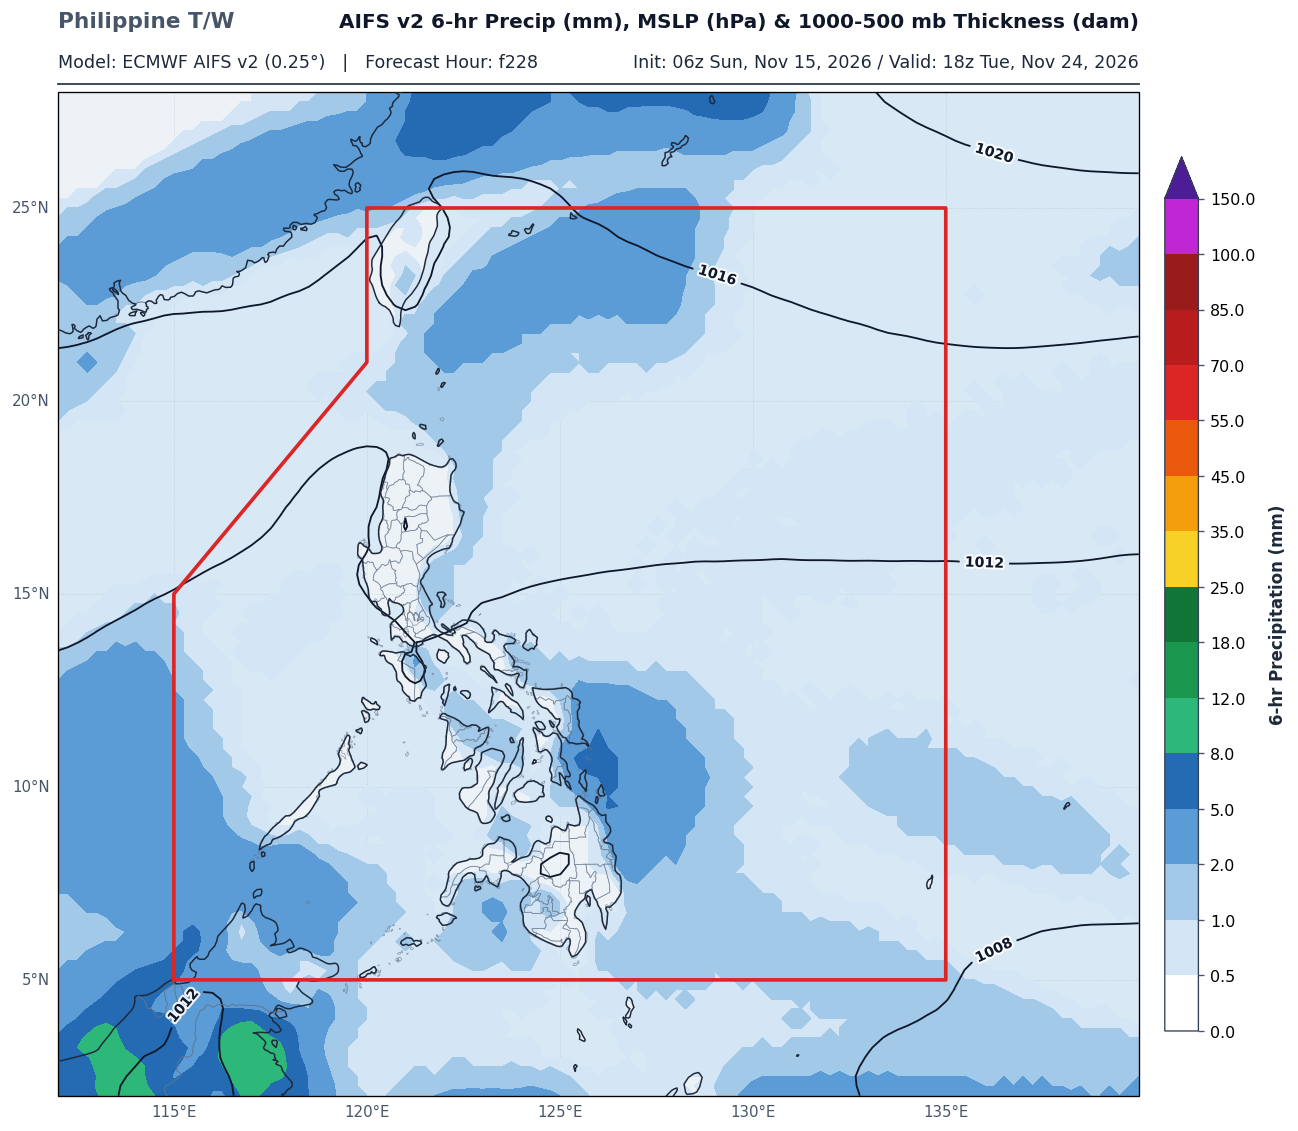 Philippine T/W
AIFS v2 6-hr Precip (mm), MSLP (hPa) & 1000-500 mb Thickness (dam)
Model: ECMWF AIFS v2 (0.25°) | Forecast Hour: f228
Init: 06z Sun, Nov 15, 2026 / Valid: 18z Tue, Nov 24, 2026
1020
1016
1012
1008
1012
25°N
20°N
15°N
10°N
5°N
115°E
120°E
125°E
130°E
135°E
150.0
100.0
85.0
70.0
55.0
45.0
35.0
25.0
18.0
12.0
8.0
5.0
2.0
1.0
0.5
0.0
6-hr Precipitation (mm)